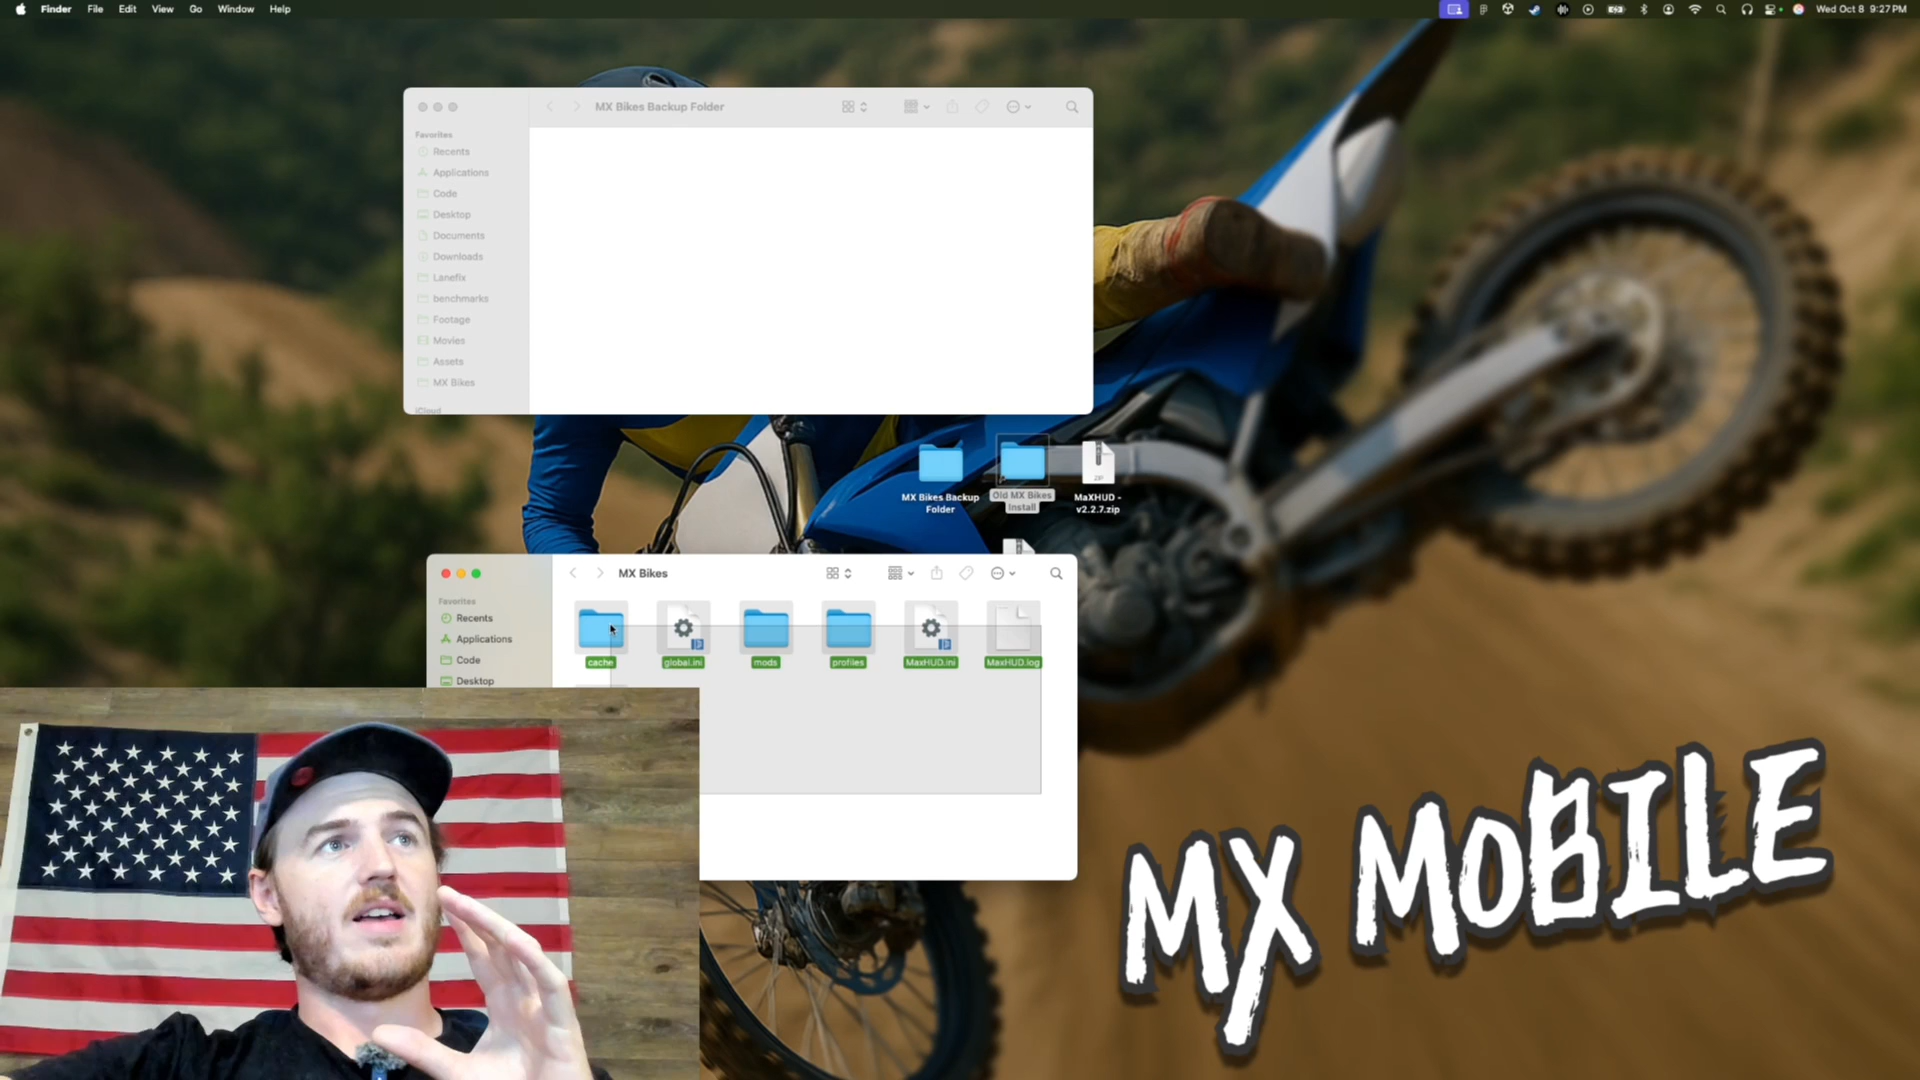 Finder File Edit View Go Window Help
Wed Oct 8 9:27 PM
MX Bikes Backup Folder
Favorites
Recents
Applications
Code
Desktop
Documents
Downloads
Lanefix
benchmarks
Footage
Movies
Assets
MX Bikes
iCloud
MX Bikes Backup
Folder
Old MX Bikes
Install
ZIP
MaXHUD -
v2.2.7.zip
MX Bikes
Favorites
Recents
Applications
Code
Desktop
cache
global.ini
mods
profiles
MaxHUD.ini
MaxHUD.log
MX MOBILE